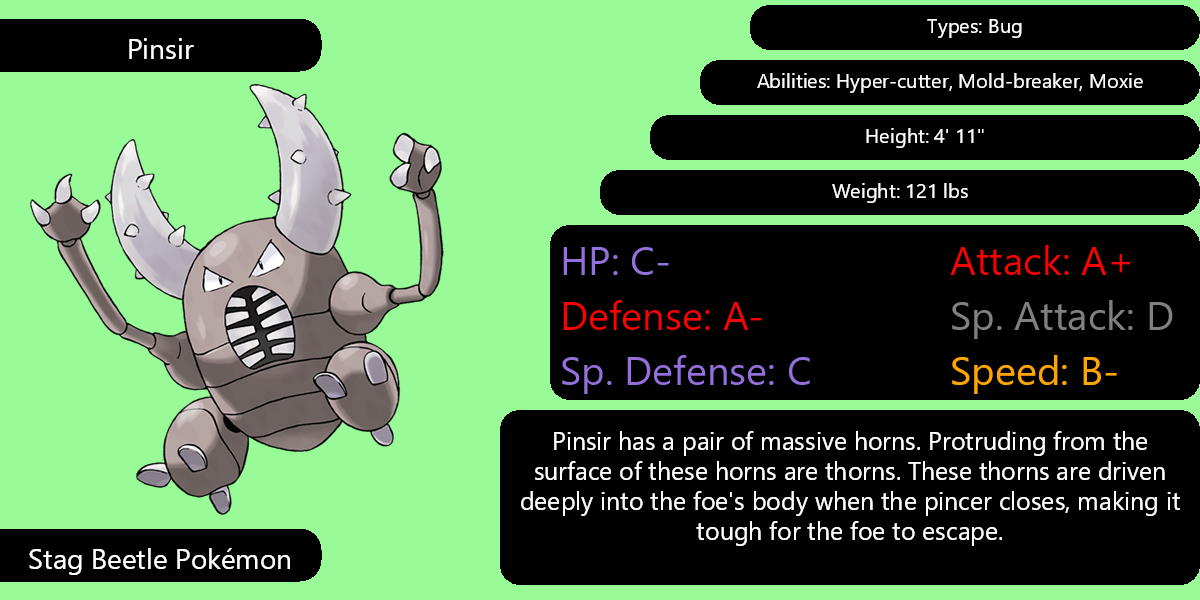 Pinsir
Types: Bug
Abilities: Hyper-cutter, Mold-breaker, Moxie
Height: 4' 11"
Weight: 121 lbs
HP: C-
Attack: A+
Defense: A-
Sp. Attack: D
Sp. Defense: C
Speed: B-
Pinsir has a pair of massive horns. Protruding from the
surface of these horns are thorns. These thorns are driven
deeply into the foe's body when the pincer closes, making it
tough for the foe to escape.
Stag Beetle Pokémon